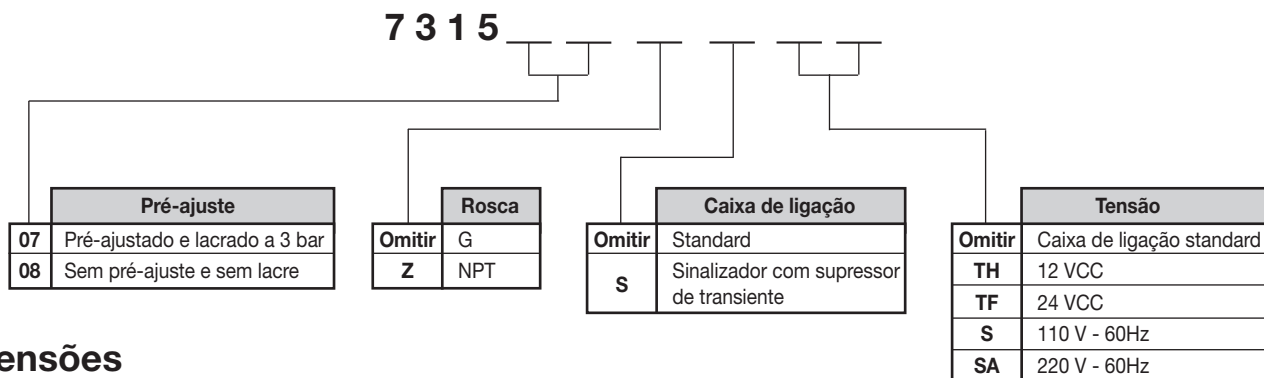 7 3 1 5
Pré-ajuste
07 Pré-ajustado e lacrado a 3 bar
08 Sem pré-ajuste e sem lacre
Rosca
Omitir G
Z NPT
Caixa de ligação
Omitir Standard
S Sinalizador com supressor
de transiente
Tensão
Omitir Caixa de ligação standard
TH 12 VCC
TF 24 VCC
S 110 V - 60Hz
SA 220 V - 60Hz
ensões